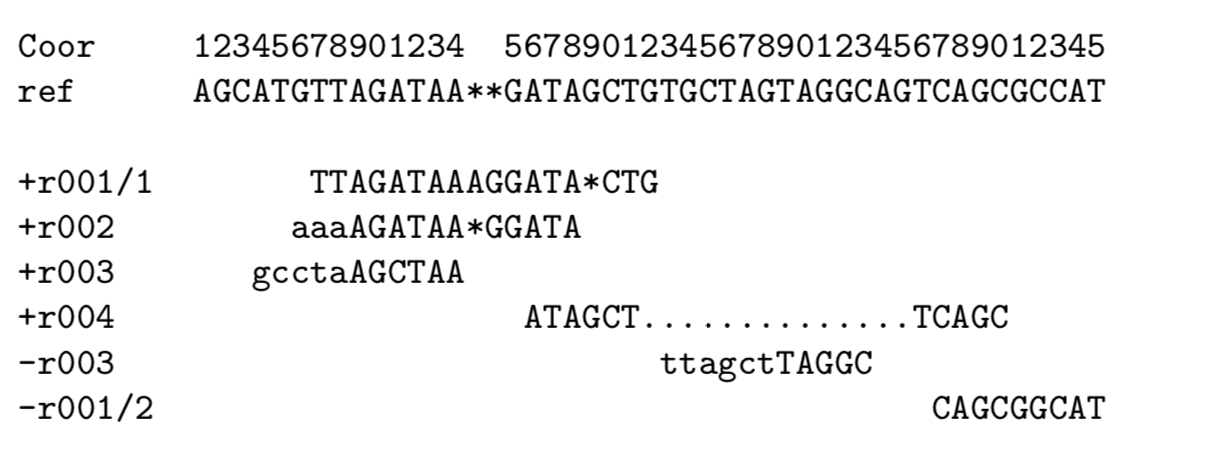 Coor     12345678901234  5678901234567890123456789012345
ref      AGCATGTTAGATAA**GATAGCTGTGCTAGTAGGCAGTCAGCGCCAT
+r001/1        TTAGATAAAGGATA*CTG
+r002         aaaAGATAA*GGATA
+r003       gcctaAGCTAA
+r004                     ATAGCT..............TCAGC
-r003                            ttagctTAGGC
-r001/2                                        CAGCGGCAT